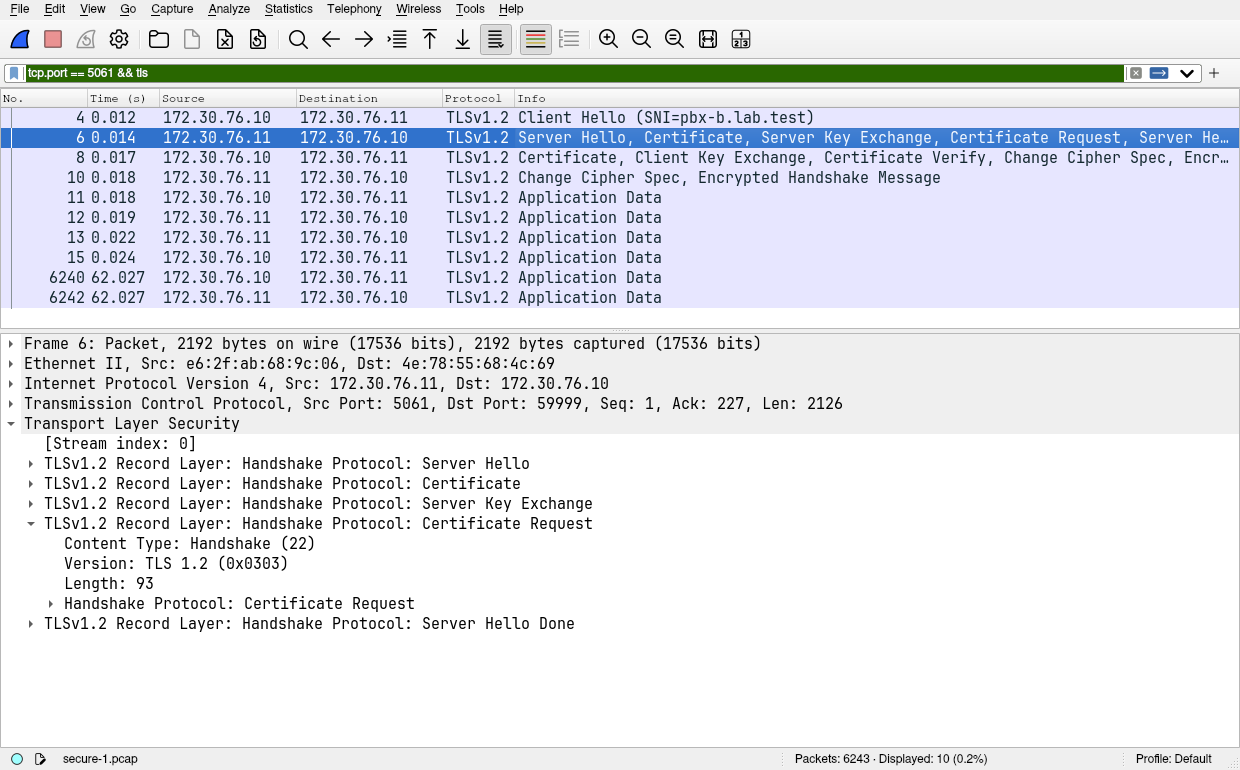 File Edit View Go Capture Analyze Statistics Telephony Wireless Tools Help
tcp.port == 5061 && tls
No. Time (s) Source Destination Protocol Info
4 0.012 172.30.76.10 172.30.76.11 TLSv1.2 Client Hello (SNI=pbx-b.lab.test)
6 0.014 172.30.76.11 172.30.76.10 TLSv1.2 Server Hello, Certificate, Server Key Exchange, Certificate Request, Server He…
8 0.017 172.30.76.10 172.30.76.11 TLSv1.2 Certificate, Client Key Exchange, Certificate Verify, Change Cipher Spec, Encr…
10 0.018 172.30.76.11 172.30.76.10 TLSv1.2 Change Cipher Spec, Encrypted Handshake Message
11 0.018 172.30.76.10 172.30.76.11 TLSv1.2 Application Data
12 0.019 172.30.76.11 172.30.76.10 TLSv1.2 Application Data
13 0.022 172.30.76.11 172.30.76.10 TLSv1.2 Application Data
15 0.024 172.30.76.10 172.30.76.11 TLSv1.2 Application Data
6240 62.027 172.30.76.10 172.30.76.11 TLSv1.2 Application Data
6242 62.027 172.30.76.11 172.30.76.10 TLSv1.2 Application Data
Frame 6: Packet, 2192 bytes on wire (17536 bits), 2192 bytes captured (17536 bits)
Ethernet II, Src: e6:2f:ab:68:9c:06, Dst: 4e:78:55:68:4c:69
Internet Protocol Version 4, Src: 172.30.76.11, Dst: 172.30.76.10
Transmission Control Protocol, Src Port: 5061, Dst Port: 59999, Seq: 1, Ack: 227, Len: 2126
Transport Layer Security
[Stream index: 0]
TLSv1.2 Record Layer: Handshake Protocol: Server Hello
TLSv1.2 Record Layer: Handshake Protocol: Certificate
TLSv1.2 Record Layer: Handshake Protocol: Server Key Exchange
TLSv1.2 Record Layer: Handshake Protocol: Certificate Request
Content Type: Handshake (22)
Version: TLS 1.2 (0x0303)
Length: 93
Handshake Protocol: Certificate Request
TLSv1.2 Record Layer: Handshake Protocol: Server Hello Done
secure-1.pcap Packets: 6243 · Displayed: 10 (0.2%) Profile: Default